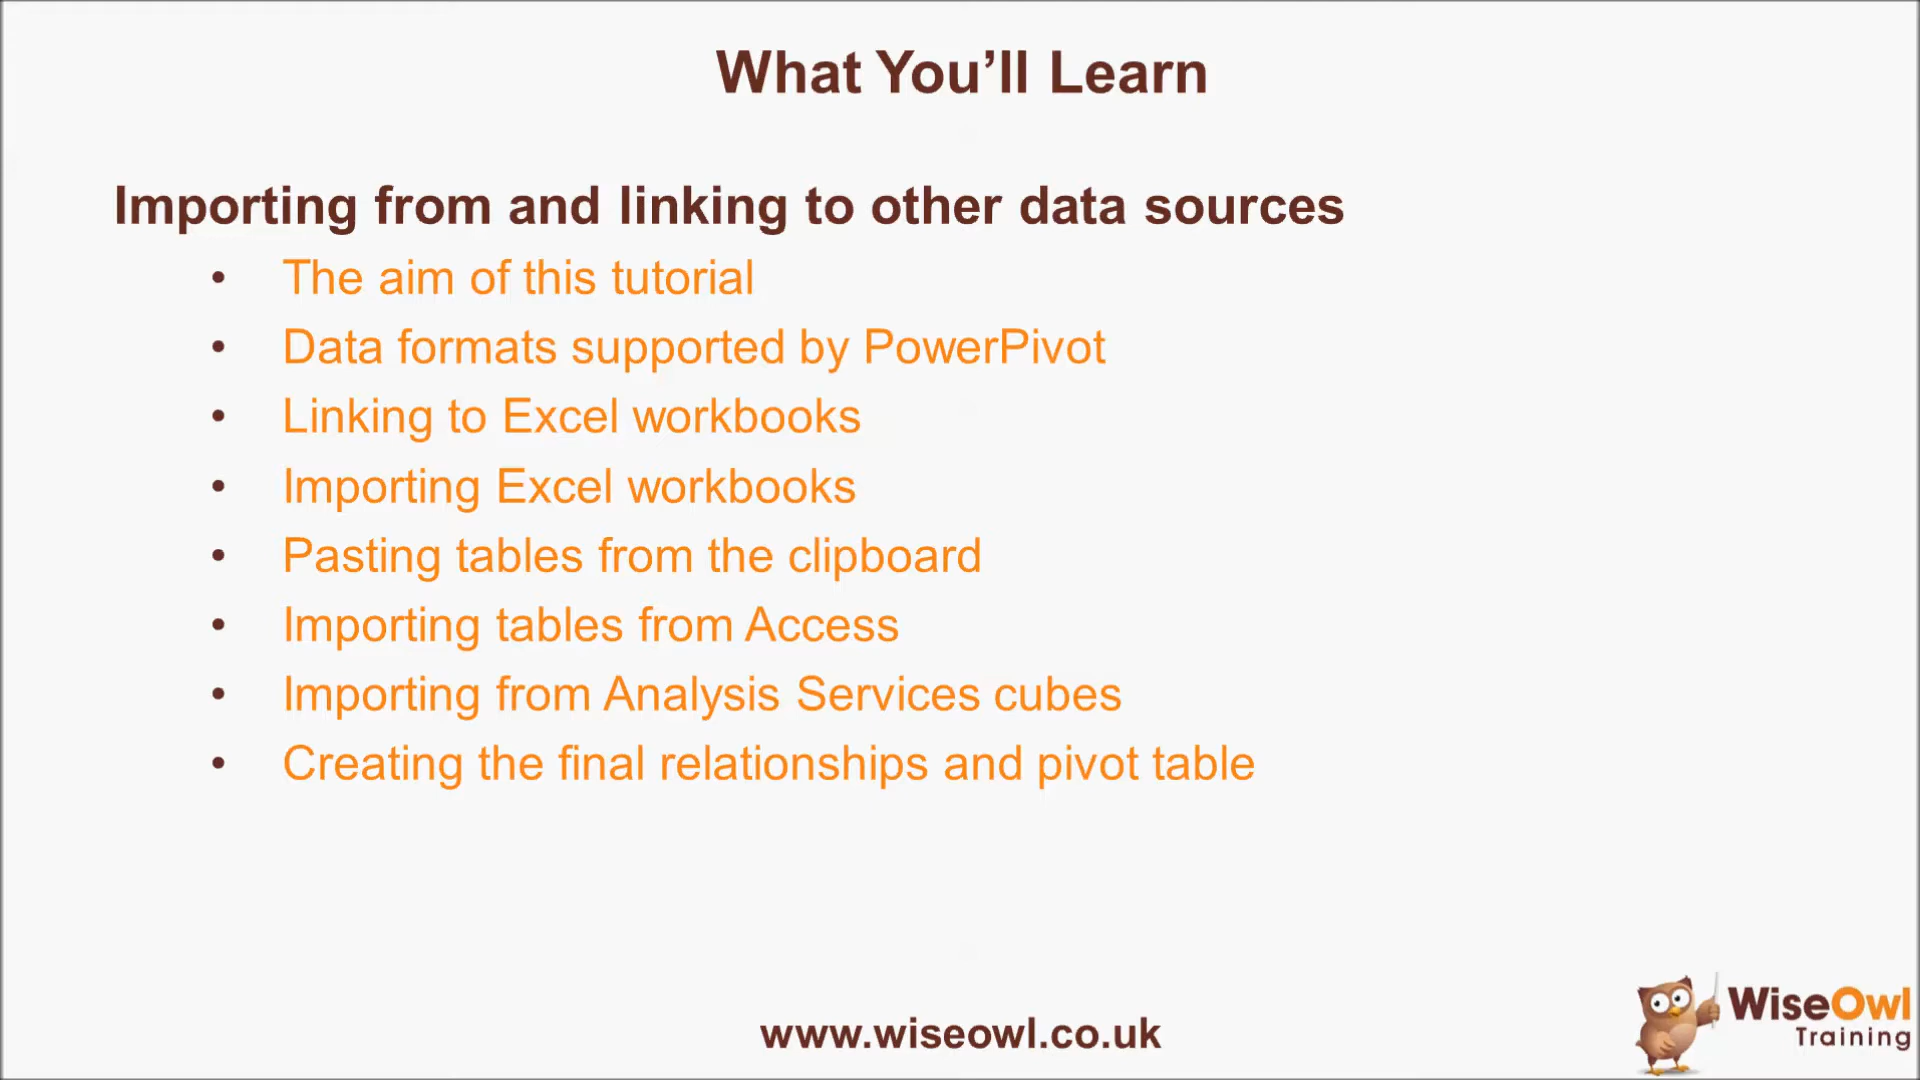 What You’ll Learn
Importing from and linking to other data sources
• The aim of this tutorial
• Data formats supported by PowerPivot
• Linking to Excel workbooks
• Importing Excel workbooks
• Pasting tables from the clipboard
• Importing tables from Access
• Importing from Analysis Services cubes
• Creating the final relationships and pivot table
www.wiseowl.co.uk
WiseOwl
Training